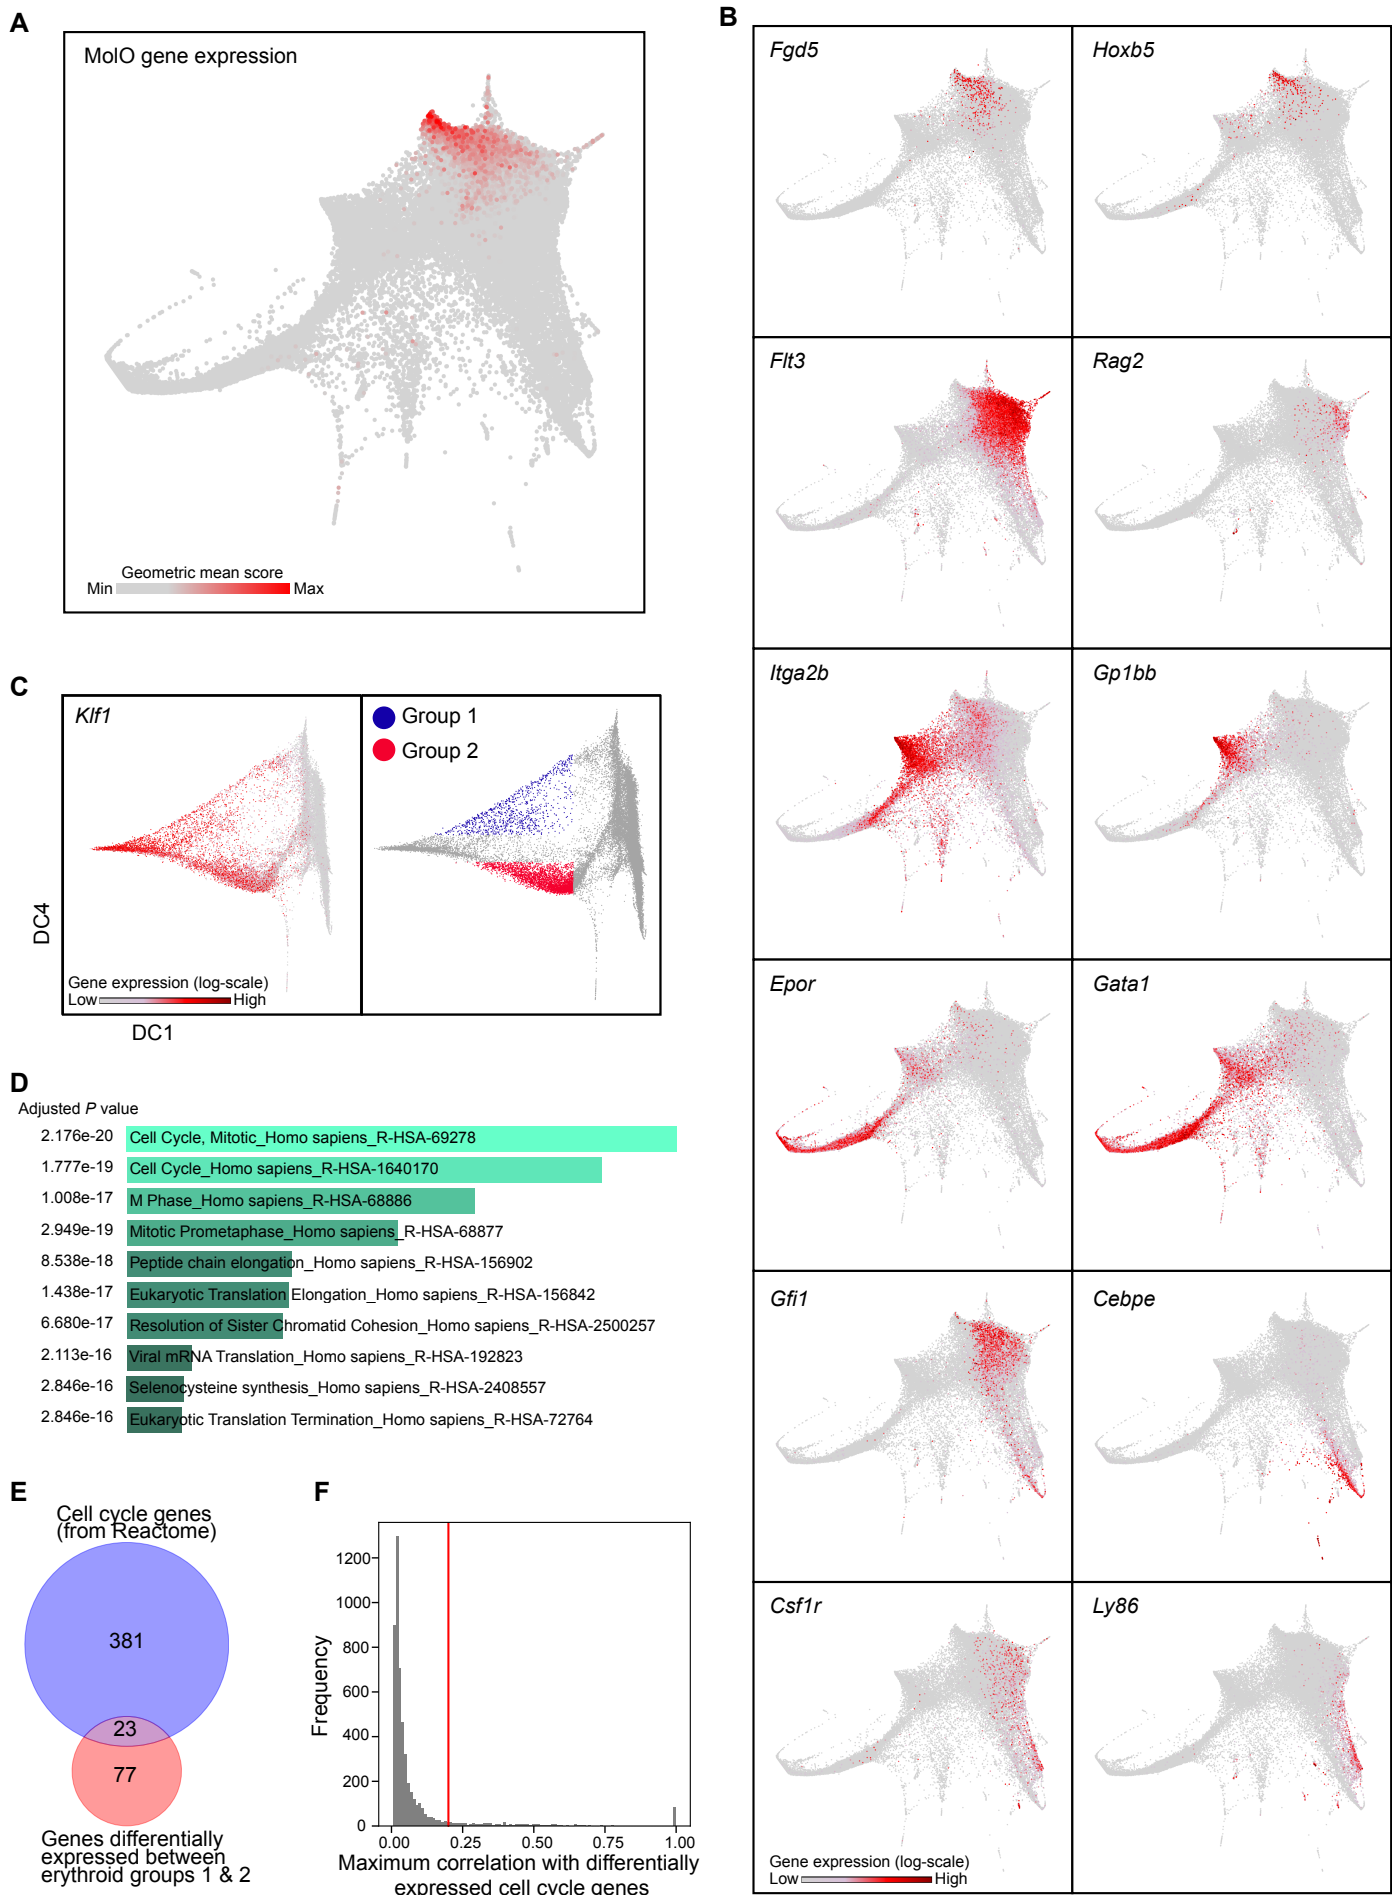 A
MolO gene expression
Geometric mean score
Min
Max
B
Fgd5
Hoxb5
Flt3
Rag2
Itga2b
Gp1bb
Epor
Gata1
Gfi1
Cebpe
Csf1r
Ly86
Gene expression (log-scale)
Low
High
C
Klf1
Group 1
Group 2
DC4
Gene expression (log-scale)
Low
High
DC1
D
Adjusted P value
2.176e-20 Cell Cycle, Mitotic_Homo sapiens_R-HSA-69278
1.777e-19 Cell Cycle_Homo sapiens_R-HSA-1640170
1.008e-17 M Phase_Homo sapiens_R-HSA-68886
2.949e-19 Mitotic Prometaphase_Homo sapiens_R-HSA-68877
8.538e-18 Peptide chain elongation_Homo sapiens_R-HSA-156902
1.438e-17 Eukaryotic Translation Elongation_Homo sapiens_R-HSA-156842
6.680e-17 Resolution of Sister Chromatid Cohesion_Homo sapiens_R-HSA-2500257
2.113e-16 Viral mRNA Translation_Homo sapiens_R-HSA-192823
2.846e-16 Selenocysteine synthesis_Homo sapiens_R-HSA-2408557
2.846e-16 Eukaryotic Translation Termination_Homo sapiens_R-HSA-72764
E
Cell cycle genes
(from Reactome)
381
23
77
Genes differentially
expressed between
erythroid groups 1 & 2
F
Frequency
1200
1000
800
600
400
200
0
0.00
0.25
0.50
0.75
1.00
Maximum correlation with differentially
expressed cell cycle genes